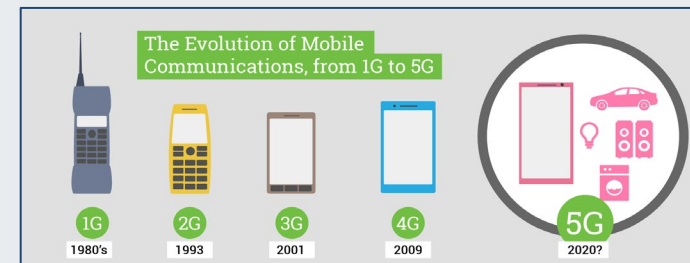 The Evolution of Mobile
Communications, from 1G to 5G
1G
2G
3G
4G
5G
1980's
1993
2001
2009
2020?